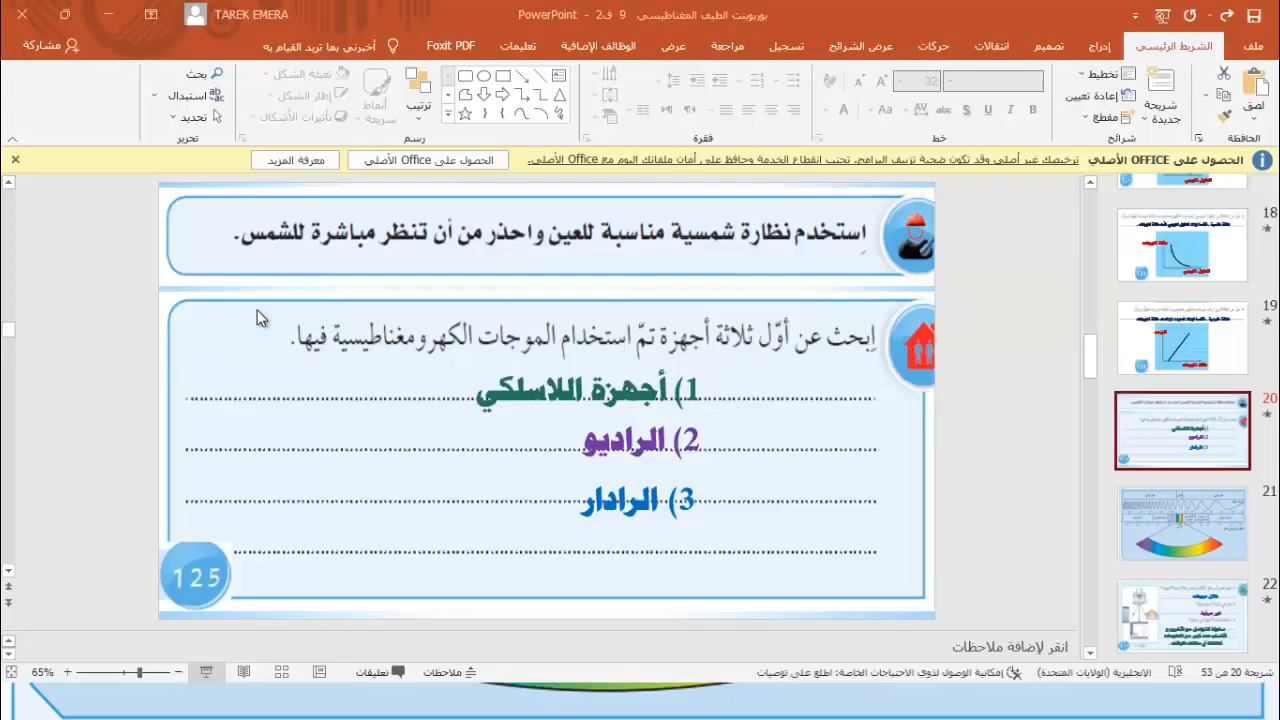 TAREK EMERA
بوربوينت الطيف المغناطيسي 9 ف2 - PowerPoint
ملف
الشريط الرئيسي
إدراج
تصميم
انتقالات
حركات
عرض الشرائح
تسجيل
مراجعة
عرض
الوظائف الإضافية
تعليمات
Foxit PDF
أخبرني بما تريد القيام به
مشاركة
لصق
الحافظة
شريحة جديدة
تخطيط
إعادة تعيين
مقطع
شرائح
32
خط
فقرة
ترتيب
أنماط سريعة
تعبئة الشكل
إطار الشكل
تأثيرات الأشكال
رسم
بحث
استبدال
تحديد
تحرير
الحصول على OFFICE الأصلي
ترخيصك غير أصلي وقد تكون ضحية تزييف البرامج. تجنب انقطاع الخدمة وحافظ على أمان ملفاتك اليوم مع Office الأصلي.
الحصول على Office الأصلي
معرفة المزيد
إستخدم نظارة شمسية مناسبة للعين واحذر من أن تنظر مباشرة للشمس.
إبحث عن أوّل ثلاثة أجهزة تمّ استخدام الموجات الكهرومغناطيسية فيها.
1) أجهزة اللاسلكي
2) الراديو
3) الرادار
125
18
19
20
21
22
انقر لإضافة ملاحظات
شريحة 20 من 53
الإنجليزية (الولايات المتحدة)
إمكانية الوصول لذوي الاحتياجات الخاصة: اطلع على توصيات
ملاحظات
تعليقات
65%